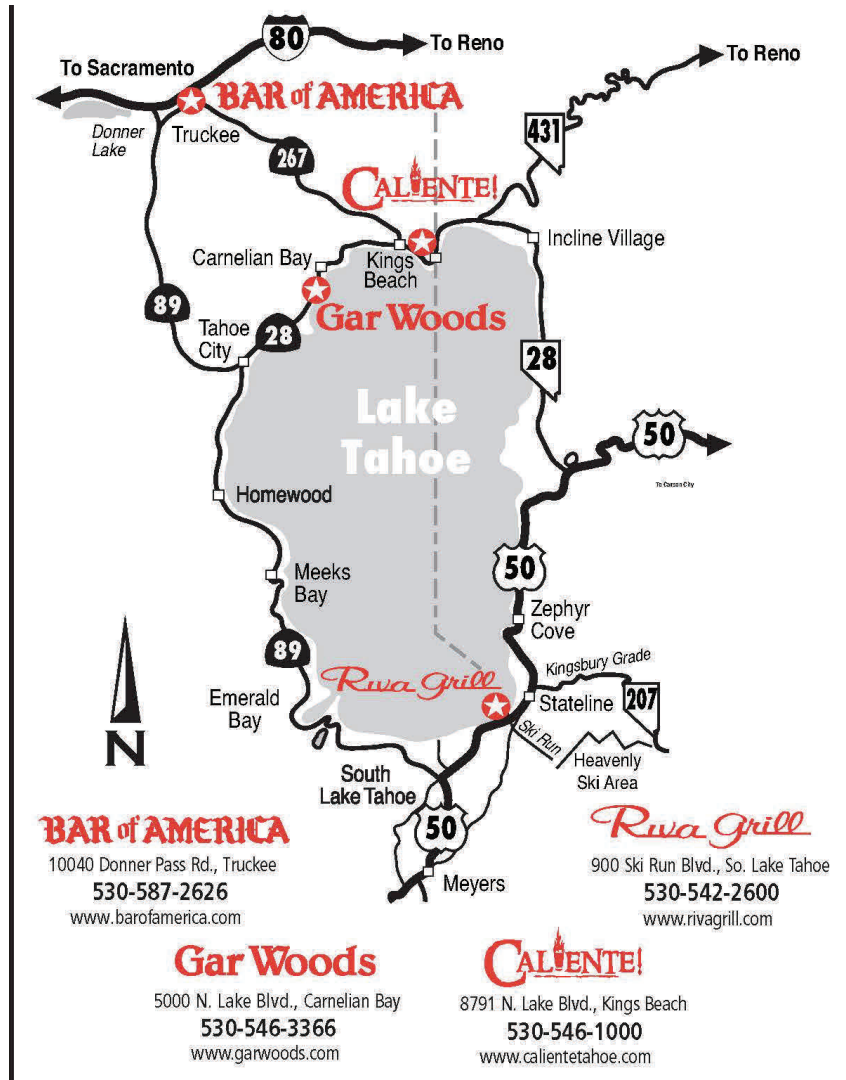 80
To Reno
To Reno
To Sacramento
BAR of AMERICA
Donner
Lake
Truckee
431
267
CALIENTE!
Incline Village
Carnelian Bay
Kings
Beach
89
Gar Woods
Tahoe
City
28
28
Lake
Tahoe
50
To Carson City
Homewood
50
Meeks
Bay
Zephyr
Cove
89
Kingsbury Grade
Riva Grill
Emerald
Bay
Stateline
207
Ski Run
N
Heavenly
Ski Area
South
Lake Tahoe
50
Meyers
BAR of AMERICA
10040 Donner Pass Rd., Truckee
530-587-2626
www.barofamerica.com
Riva Grill
900 Ski Run Blvd., So. Lake Tahoe
530-542-2600
www.rivagrill.com
Gar Woods
5000 N. Lake Blvd., Carnelian Bay
530-546-3366
www.garwoods.com
CALIENTE!
8791 N. Lake Blvd., Kings Beach
530-546-1000
www.calientetahoe.com